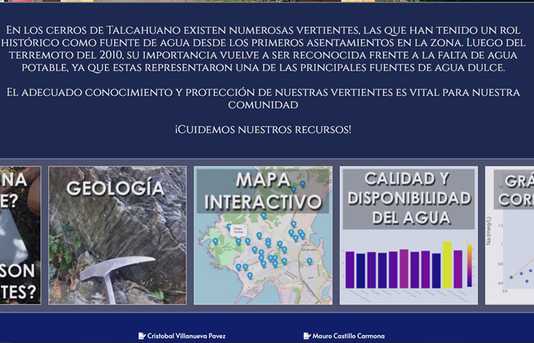 En los cerros de Talcahuano existen numerosas vertientes, las que han tenido un rol
histórico como fuente de agua desde los primeros asentamientos en la zona. Luego del
terremoto del 2010, su importancia vuelve a ser reconocida frente a la falta de agua
potable, ya que estas representaron una de las principales fuentes de agua dulce.
El adecuado conocimiento y protección de nuestras vertientes es vital para nuestra
comunidad
¡Cuidemos nuestros recursos!
NA
E?
SON
TES?
GEOLOGÍA
MAPA
INTERACTIVO
CALIDAD Y
DISPONIBILIDAD
DEL AGUA
GRÁ
CORR
Cristobal Villanueva Pavez
Mauro Castillo Carmona